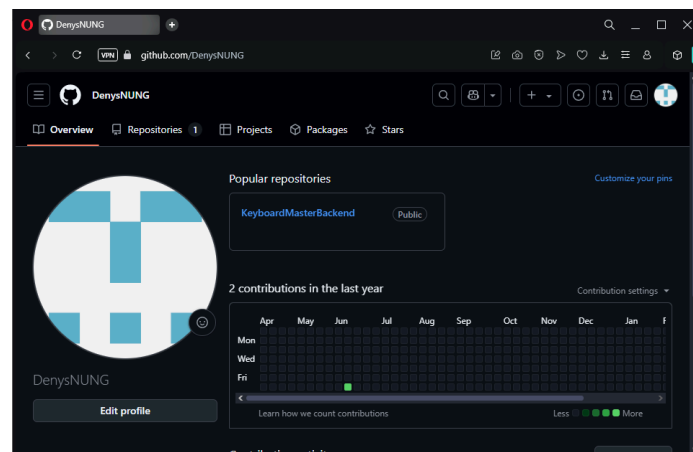 DenysNUNG
VPN github.com/DenysNUNG
DenysNUNG
Overview Repositories 1 Projects Packages Stars
Popular repositories Customize your pins
KeyboardMasterBackend Public
2 contributions in the last year Contribution settings
Apr May Jun Jul Aug Sep Oct Nov Dec Jan F
Mon
Wed
Fri
DenysNUNG
Learn how we count contributions Less More
Edit profile